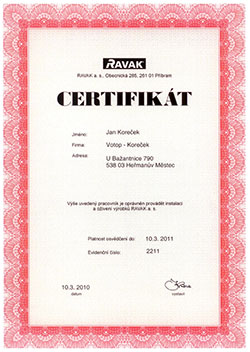 RAVAK
RAVAK a. s., Obecnická 285, 261 01 Příbram
CERTIFIKÁT
Jméno: Jan Koreček
Firma: Votop - Koreček
Adresa: U Bažantnice 790
538 03 Heřmanův Městec
Výše uvedený pracovník je oprávněn provádět instalaci
a oživení výrobků RAVAK a. s.
Platnost osvědčení do: 10.3. 2011
Evidenční číslo: 2211
10.3. 2010
datum
vystavil